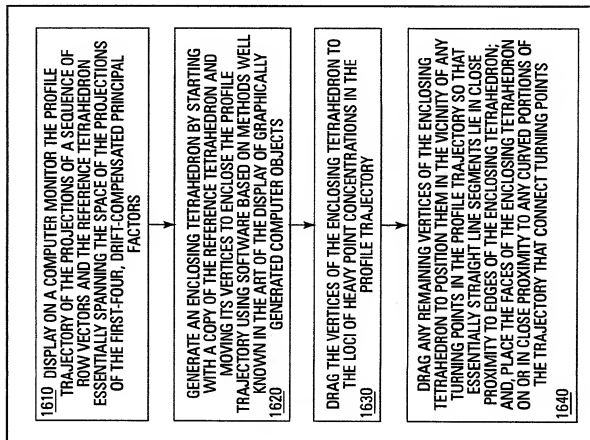 1610 DISPLAY ON A COMPUTER MONITOR THE PROFILE
TRAJECTORY OF THE PROJECTIONS OF A SEQUENCE OF
ROW VECTORS AND THE REFERENCE TETRAHEDRON
ESSENTIALLY SPANNING THE SPACE OF THE PROJECTIONS
OF THE FIRST-FOUR, DRIFT-COMPENSATED PRINCIPAL
FACTORS
GENERATE AN ENCLOSING TETRAHEDRON BY STARTING
WITH A COPY OF THE REFERENCE TETRAHEDRON AND
MOVING ITS VERTICES TO ENCLOSE THE PROFILE
TRAJECTORY USING SOFTWARE BASED ON METHODS WELL
KNOWN IN THE ART OF THE DISPLAY OF GRAPHICALLY
1620 GENERATED COMPUTER OBJECTS
DRAG THE VERTICES OF THE ENCLOSING TETRAHEDRON TO
THE LOCI OF HEAVY POINT CONCENTRATIONS IN THE
1630 PROFILE TRAJECTORY
DRAG ANY REMAINING VERTICES OF THE ENCLOSING
TETRAHEDRON TO POSITION THEM IN THE VICINITY OF ANY
TURNING POINTS IN THE PROFILE TRAJECTORY SO THAT
ESSENTIALLY STRAIGHT LINE SEGMENTS LIE IN CLOSE
PROXIMITY TO EDGES OF THE ENCLOSING TETRAHEDRON;
AND, PLACE THE FACES OF THE ENCLOSING TETRAHEDRON
ON OR IN CLOSE PROXIMITY TO ANY CURVED PORTIONS OF
1640 THE TRAJECTORY THAT CONNECT TURNING POINTS